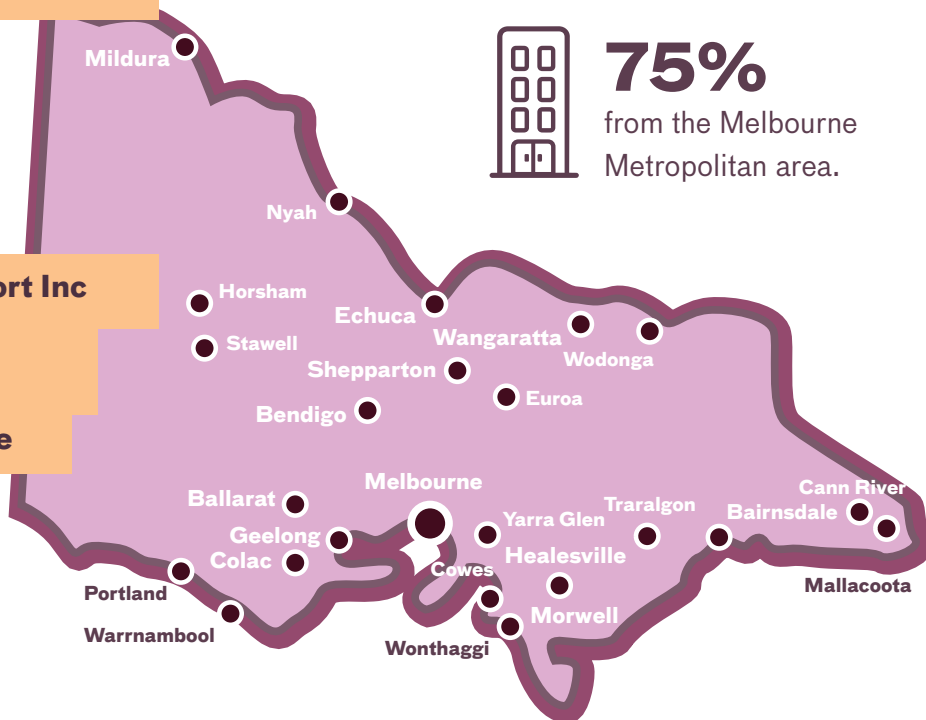 Mildura
75%
from the Melbourne
Metropolitan area.
Nyah
ort Inc
Horsham
Echuca
Stawell
Wangaratta
Wodonga
Shepparton
Euroa
Bendigo
e
Melbourne
Cann River
Ballarat
Traralgon
Bairnsdale
Yarra Glen
Geelong
Healesville
Colac
Cowes
Mallacoota
Portland
Morwell
Warrnambool
Wonthaggi